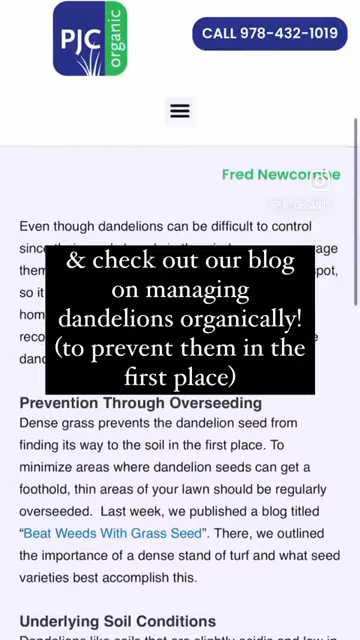 PJC
organic
CALL 978-432-1019
Fred Newcombe
Even though dandelions can be difficult to control
& check out our blog
on managing
dandelions organically!
(to prevent them in the
first place)
Prevention Through Overseeding
Dense grass prevents the dandelion seed from
finding its way to the soil in the first place. To
minimize areas where dandelion seeds can get a
foothold, thin areas of your lawn should be regularly
overseeded. Last week, we published a blog titled
“Beat Weeds With Grass Seed”. There, we outlined
the importance of a dense stand of turf and what seed
varieties best accomplish this.
Underlying Soil Conditions